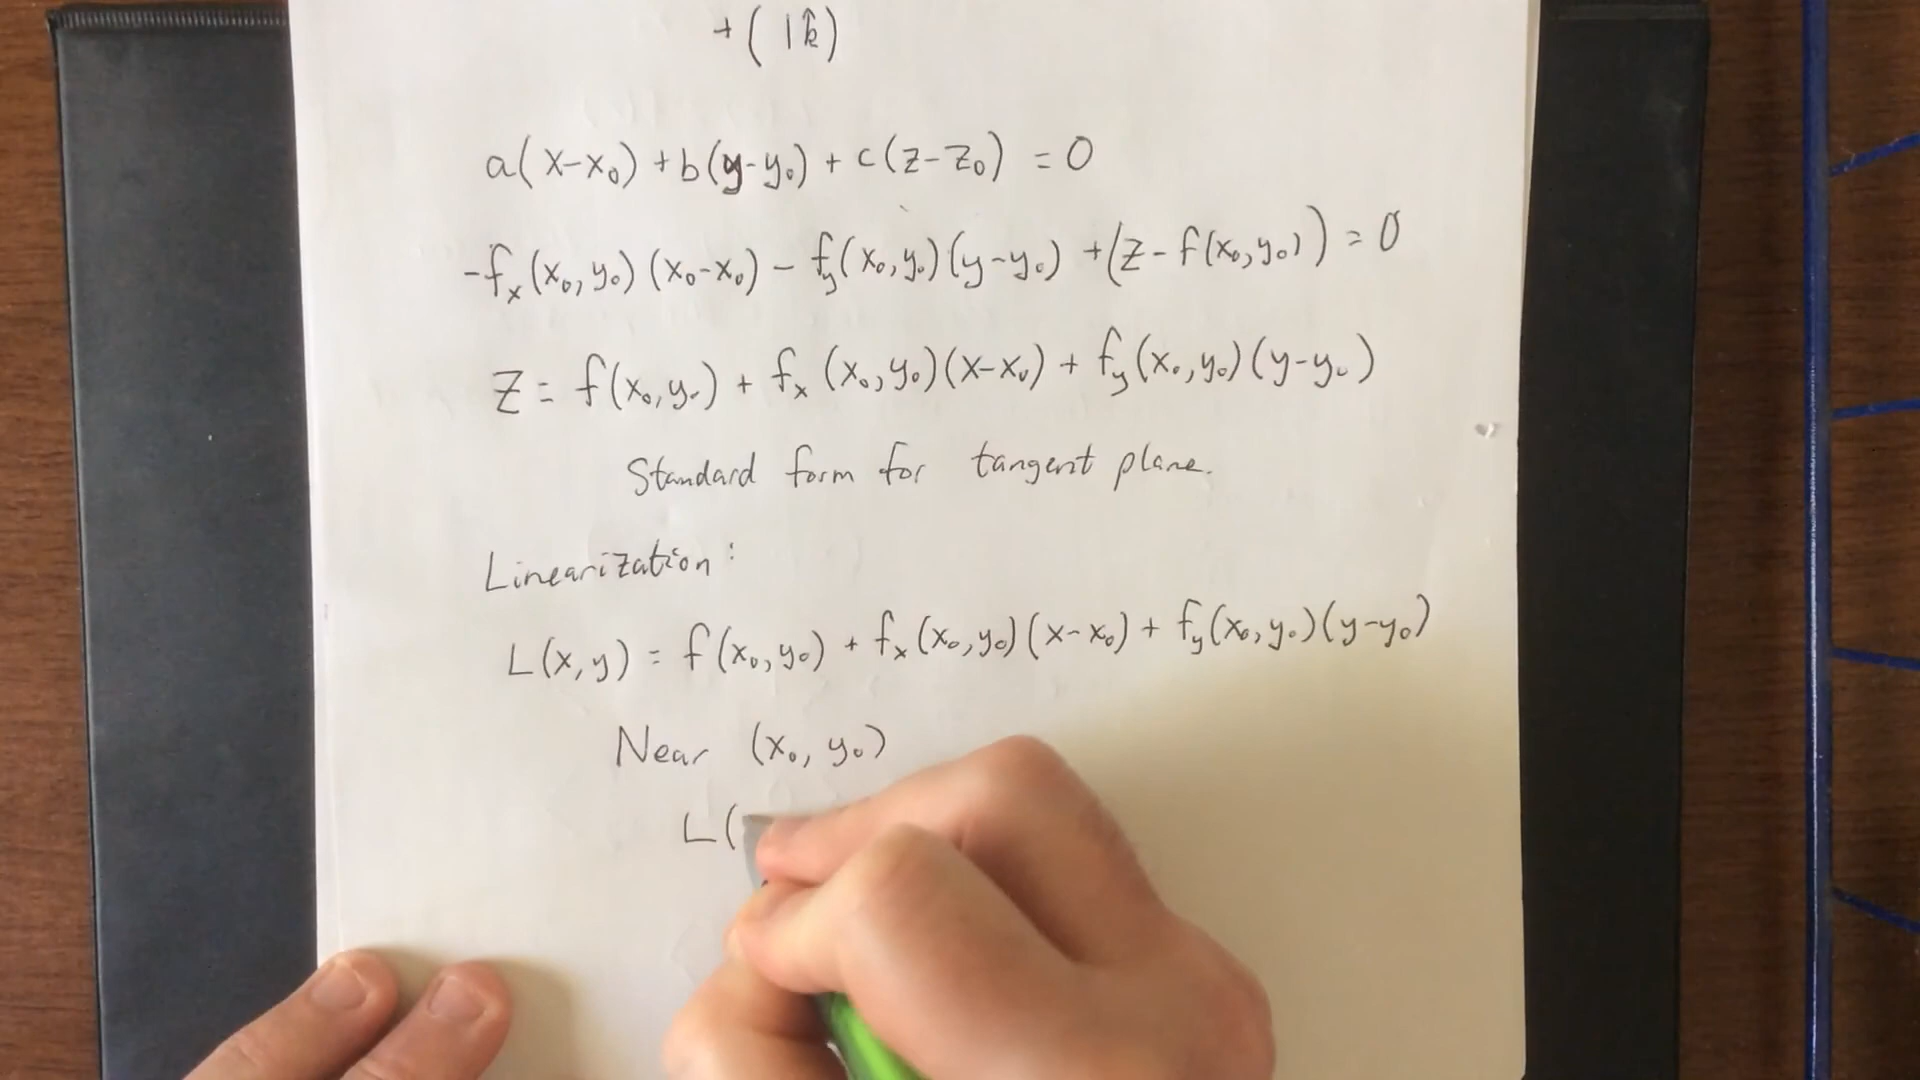 + ( 1k̂ )
a(x-x₀) + b(y-y₀) + c(z-z₀) = 0
-fₓ(x₀, y₀)(x₀-x₀) - f_y(x₀, y₀)(y-y₀) + (z - f(x₀, y₀)) = 0
z = f(x₀, y₀) + fₓ(x₀, y₀)(x-x₀) + f_y(x₀, y₀)(y-y₀)
Standard form for tangent plane.
Linearization:
L(x, y) = f(x₀, y₀) + fₓ(x₀, y₀)(x-x₀) + f_y(x₀, y₀)(y-y₀)
Near (x₀, y₀)
L(